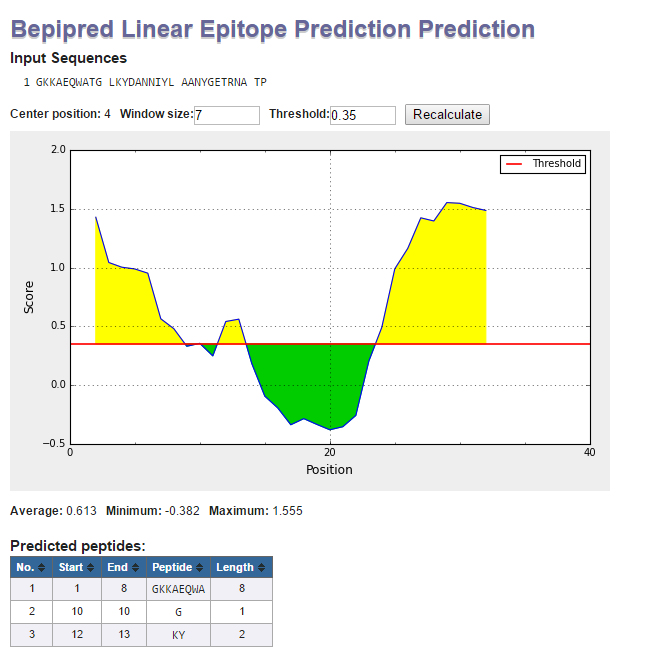 Bepipred Linear Epitope Prediction Prediction
Input Sequences
1 GKKAEQWATG LKYDANNIYL AANYGETRNA TP
Center position: 4 Window size: 7 Threshold: 0.35 Recalculate
2.0
Threshold
1.5
1.0
Score
0.5
0.0
−0.5
0 20 40
Position
Average: 0.613 Minimum: -0.382 Maximum: 1.555
Predicted peptides:
No. Start End Peptide Length
1 1 8 GKKAEQWA 8
2 10 10 G 1
3 12 13 KY 2